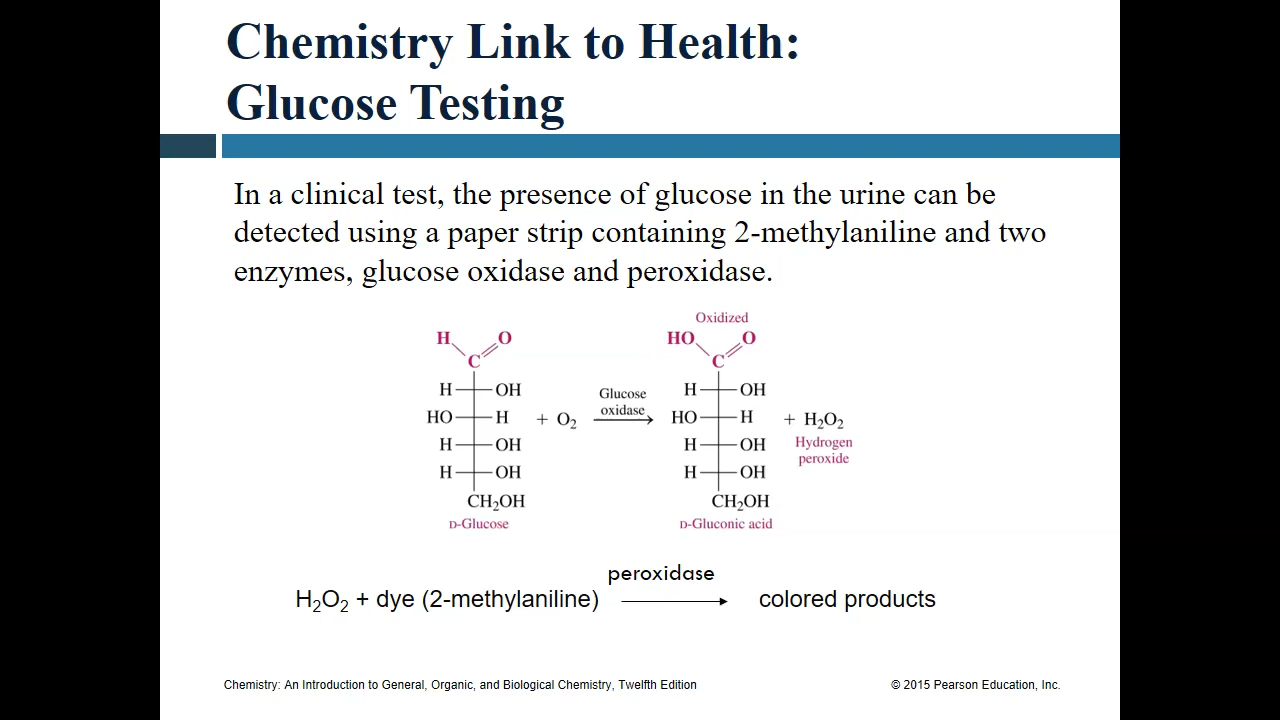 Chemistry Link to Health:
Glucose Testing
In a clinical test, the presence of glucose in the urine can be
detected using a paper strip containing 2-methylaniline and two
enzymes, glucose oxidase and peroxidase.
Oxidized
H O HO O
C C
H OH H OH
Glucose
oxidase
HO H + O₂ HO H + H₂O₂
H OH H OH Hydrogen
peroxide
H OH H OH
CH₂OH CH₂OH
D-Glucose D-Gluconic acid
peroxidase
H₂O₂ + dye (2-methylaniline) colored products
Chemistry: An Introduction to General, Organic, and Biological Chemistry, Twelfth Edition © 2015 Pearson Education, Inc.